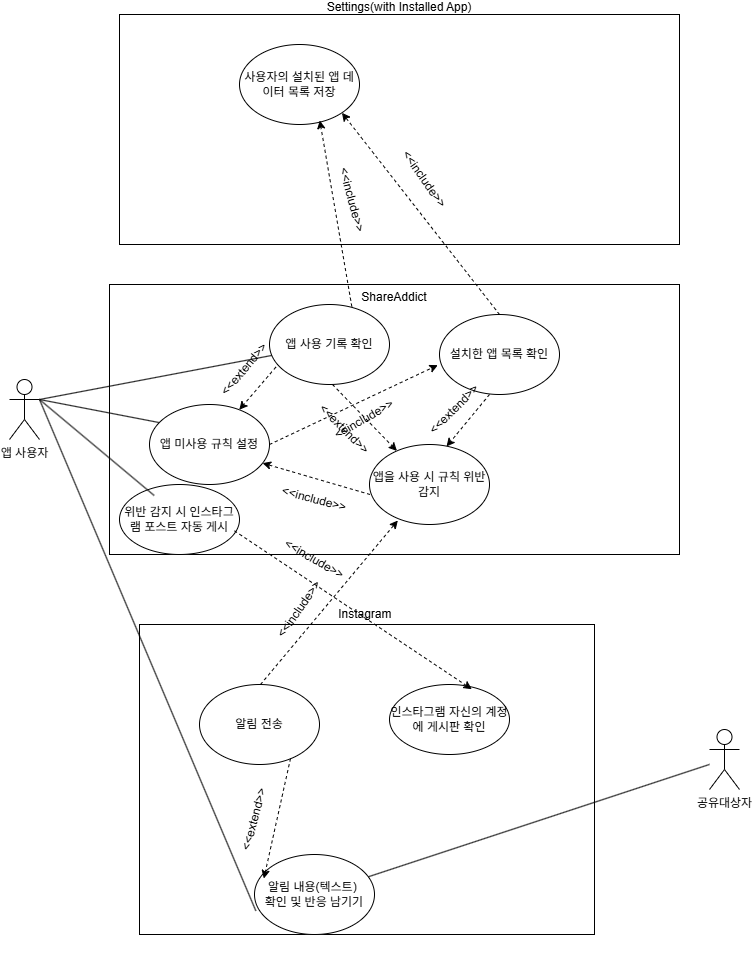 Settings(with Installed App)
사용자의 설치된 앱 데
이터 목록 저장
<<include>>
<<include>>
ShareAddict
앱 사용 기록 확인
설치한 앱 목록 확인
<<extend>>
<<include>>
<<extend>>
<<extend>>
앱 사용자
앱 미사용 규칙 설정
앱을 사용 시 규칙 위반
감지
<<include>>
위반 감지 시 인스타그
램 포스트 자동 게시
<<include>>
<<include>>
Instagram
알림 전송
인스타그램 자신의 계정
에 게시판 확인
<<extend>>
공유대상자
알림 내용(텍스트)
확인 및 반응 남기기